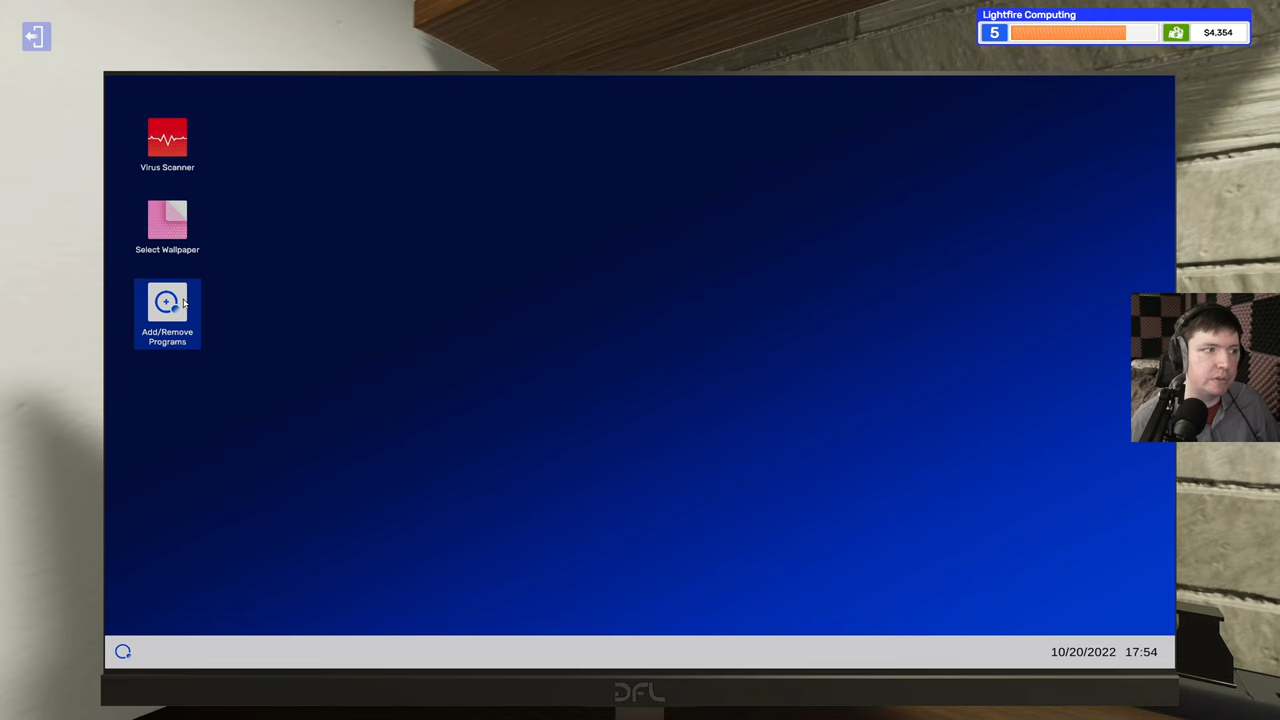 Lightfire Computing
5
$4,354
Virus Scanner
Select Wallpaper
Add/Remove
Programs
10/20/2022 17:54
DFL